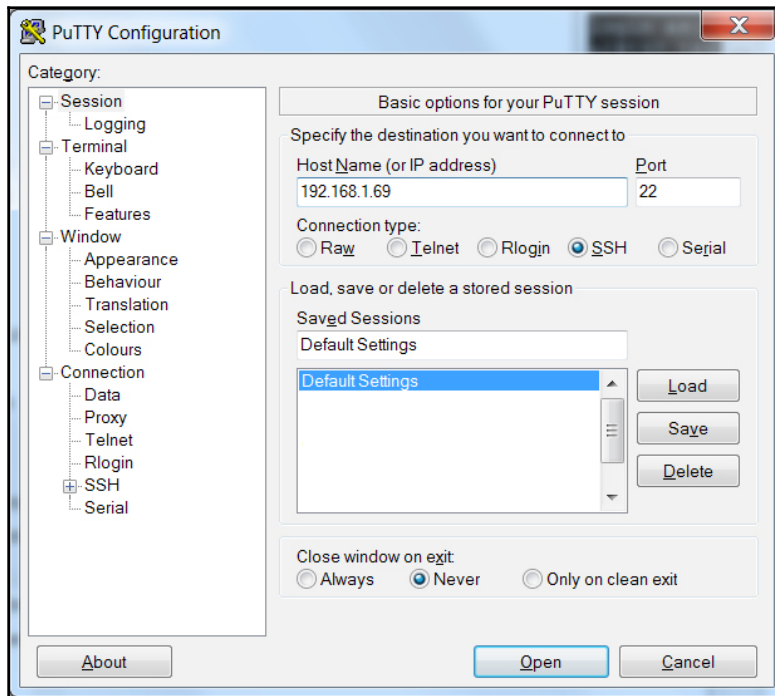 PuTTY Configuration
X
Category:
Session
Logging
Terminal
Keyboard
Bell
Features
Window
Appearance
Behaviour
Translation
Selection
Colours
Connection
Data
Proxy
Telnet
Rlogin
SSH
Serial
Basic options for your PuTTY session
Specify the destination you want to connect to
Host Name (or IP address) Port
192.168.1.69 22
Connection type:
Raw Telnet Rlogin SSH Serial
Load, save or delete a stored session
Saved Sessions
Default Settings
Default Settings
Load
Save
Delete
Close window on exit:
Always Never Only on clean exit
About Open Cancel